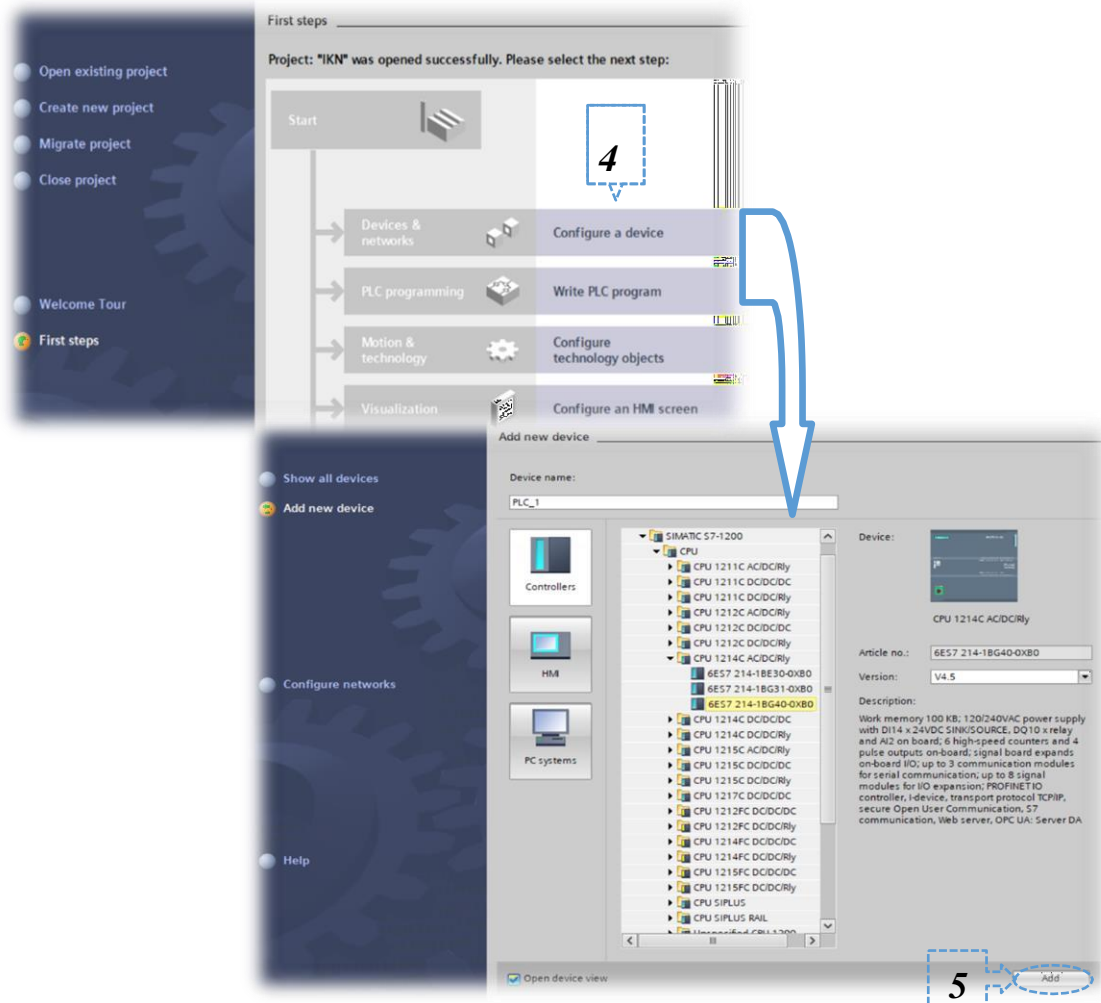 First steps
Project: "IKN" was opened successfully. Please select the next step:
Open existing project
Create new project
Migrate project
Close project
Welcome Tour
First steps
Start
4
Devices &
networks
Configure a device
PLC programming
Write PLC program
Motion &
technology
Configure
technology objects
Visualization
Configure an HMI screen
Add new device
Show all devices
Add new device
Configure networks
Help
Device name:
PLC_1
Controllers
HMI
PC systems
SIMATIC S7-1200
CPU
CPU 1211C AC/DC/Rly
CPU 1211C DC/DC/DC
CPU 1211C DC/DC/Rly
CPU 1212C AC/DC/Rly
CPU 1212C DC/DC/DC
CPU 1212C DC/DC/Rly
CPU 1214C AC/DC/Rly
6ES7 214-1BE30-0XB0
6ES7 214-1BG31-0XB0
6ES7 214-1BG40-0XB0
CPU 1214C DC/DC/DC
CPU 1214C DC/DC/Rly
CPU 1215C AC/DC/Rly
CPU 1215C DC/DC/DC
CPU 1215C DC/DC/Rly
CPU 1217C DC/DC/DC
CPU 1212FC DC/DC/DC
CPU 1212FC DC/DC/Rly
CPU 1214FC DC/DC/DC
CPU 1214FC DC/DC/Rly
CPU 1215FC DC/DC/DC
CPU 1215FC DC/DC/Rly
CPU SIPLUS
CPU SIPLUS RAIL
Unspecified CPU 1200
Device:
CPU 1214C AC/DC/Rly
Article no.:
6ES7 214-1BG40-0XB0
Version:
V4.5
Description:
Work memory 100 KB; 120/240VAC power supply
with DI14 x 24VDC SINK/SOURCE, DQ10 x relay
and AI2 on board; 6 high-speed counters and 4
pulse outputs on-board; signal board expands
on-board I/O; up to 3 communication modules
for serial communication; up to 8 signal
modules for I/O expansion; PROFINET IO
controller, I-device, transport protocol TCP/IP,
secure Open User Communication, S7
communication, Web server, OPC UA: Server DA
Open device view
5
Add